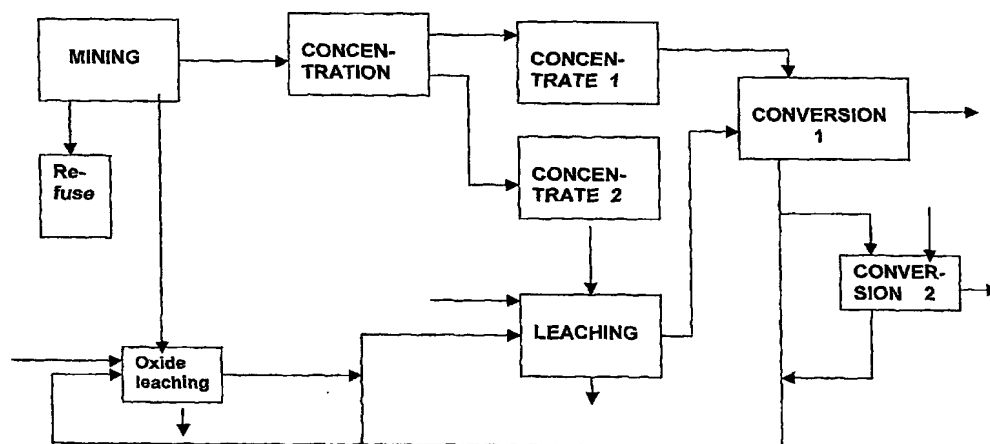 MINING
CONCEN-
TRATION
CONCEN-
TRATE 1
CONVERSION
1
Re-
fuse
CONCEN-
TRATE 2
CONVER-
SION 2
LEACHING
Oxide
leaching